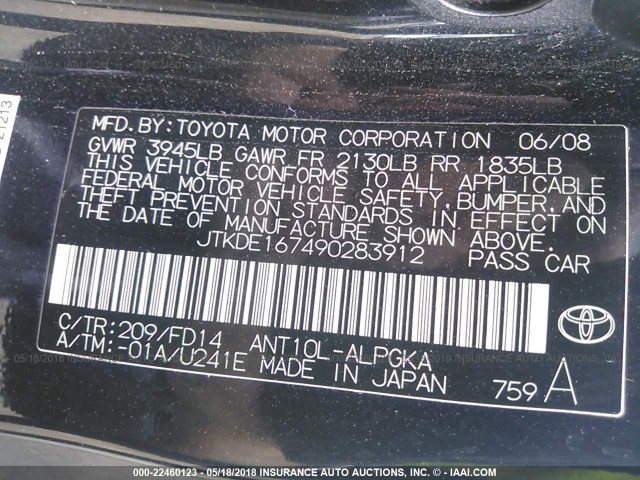 MFD.BY:TOYOTA MOTOR CORPORATION 06/08
GVWR 3945LB GAWR FR 2130LB RR 1835LB
THIS VEHICLE CONFORMS TO ALL APPLICABLE
FEDERAL MOTOR VEHICLE SAFETY,BUMPER,AND
THEFT PREVENTION STANDARDS IN EFFECT ON
THE DATE OF MANUFACTURE SHOWN ABOVE.
JTKDE167490283912 PASS CAR
C/TR:209/FD14 ANT10L-ALPGKA
A/TM:-01A/U241E MADE IN JAPAN
759 A
TOYOTA
000-22460123 - 05/18/2018 - INSURANCE AUTO AUCTIONS, INC. - © - IAAI.COM